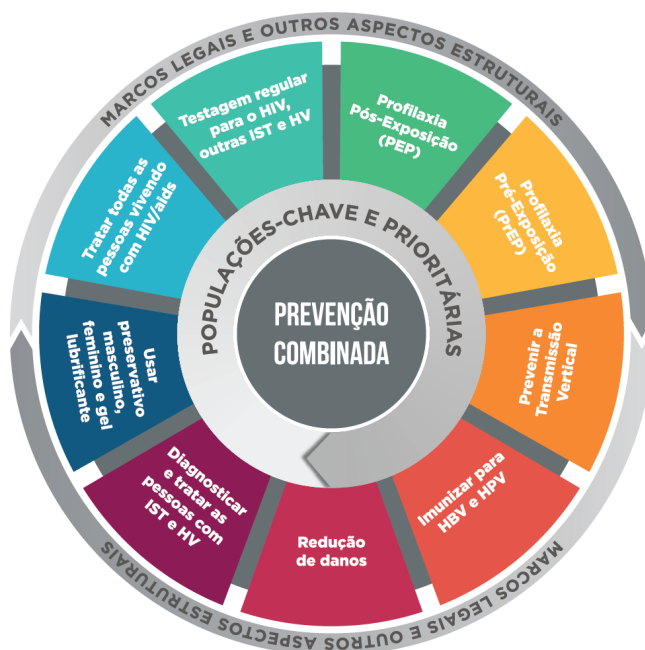 MARCOS LEGAIS E OUTROS ASPECTOS ESTRUTURAIS
Testagem regular
para o HIV,
outras IST e HV
Profilaxia
Pós-Exposição
(PEP)
Profilaxia
Pré-Exposição
(PrEP)
Prevenir a
Transmissão
Vertical
Imunizar para
HBV e HPV
Redução
de danos
Diagnosticar
e tratar as
pessoas com
IST e HV
Usar
preservativo
masculino,
feminino e gel
lubrificante
Tratar todas as
pessoas vivendo
com HIV/aids
POPULAÇÕES-CHAVE E PRIORITÁRIAS
PREVENÇÃO
COMBINADA
MARCOS LEGAIS E OUTROS ASPECTOS ESTRUTURAIS